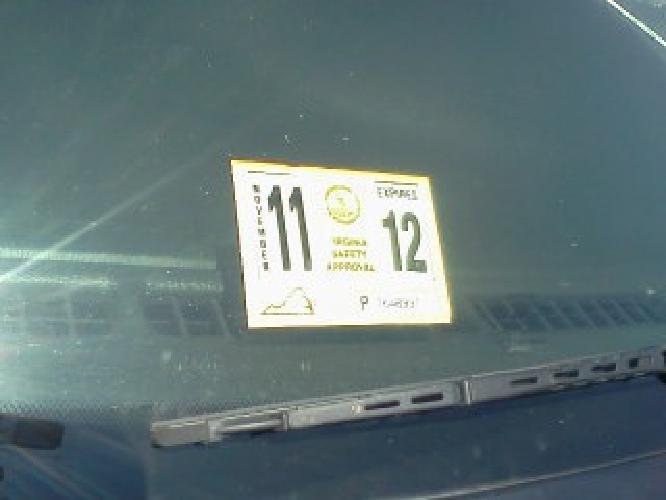 NOVEMBER
11
EXPIRES
12
VIRGINIA
SAFETY
APPROVAL
P